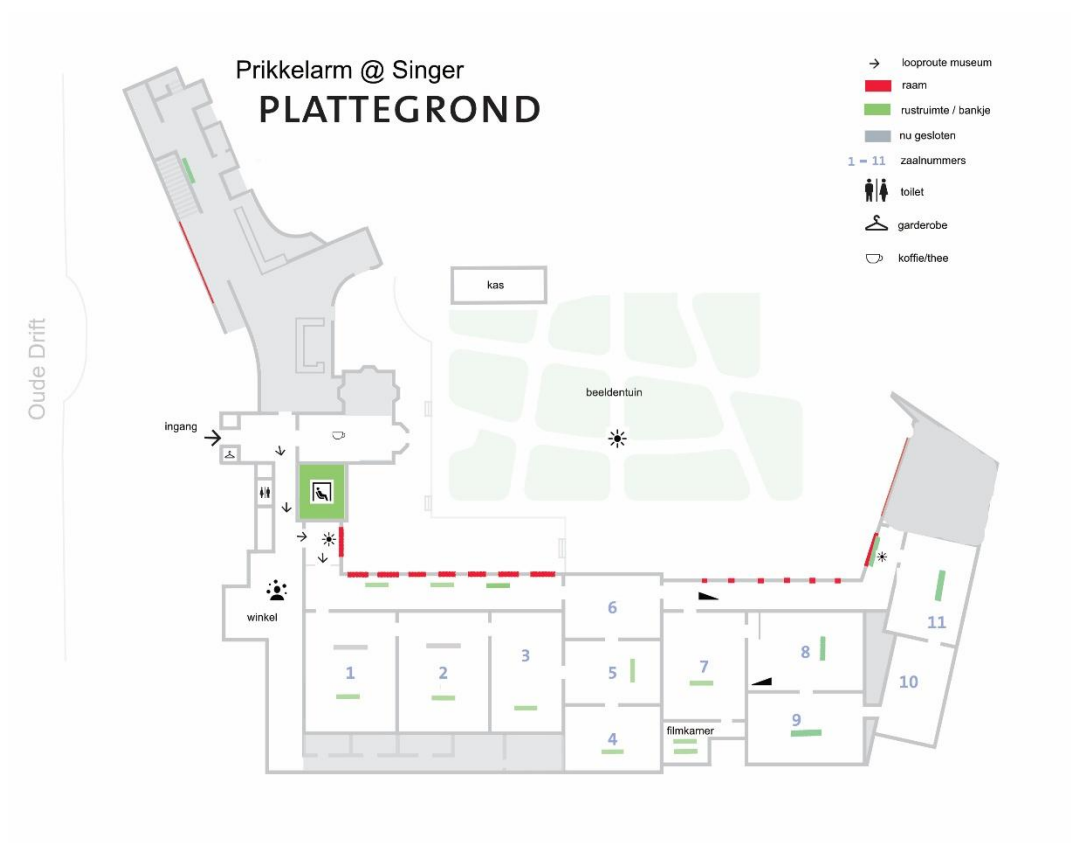 Prikkelarm @ Singer
PLATTEGROND
looproute museum
raam
rustruimte / bankje
nu gesloten
1 – 11 zaalnummers
toilet
garderobe
koffie/thee
kas
Oude Drift
beeldentuin
ingang
winkel
6
11
3
1
2
5
7
8
10
9
4
filmkamer